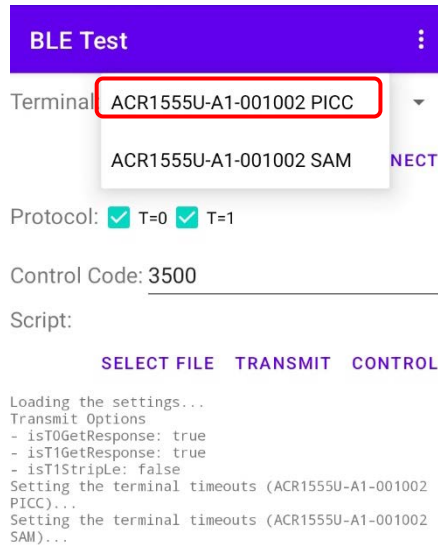 BLE Test
Terminal
ACR1555U-A1-001002 PICC
ACR1555U-A1-001002 SAM
NECT
Protocol: T=0 T=1
Control Code: 3500
Script:
SELECT FILE TRANSMIT CONTROL
Loading the settings...
Transmit Options
- isT0GetResponse: true
- isT1GetResponse: true
- isT1StripLe: false
Setting the terminal timeouts (ACR1555U-A1-001002
PICC)...
Setting the terminal timeouts (ACR1555U-A1-001002
SAM)...